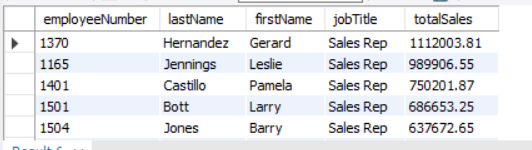 employeeNumber lastName firstName jobTitle totalSales
1370 Hernandez Gerard Sales Rep 1112003.81
1165 Jennings Leslie Sales Rep 989906.55
1401 Castillo Pamela Sales Rep 750201.87
1501 Bott Larry Sales Rep 686653.25
1504 Jones Barry Sales Rep 637672.65